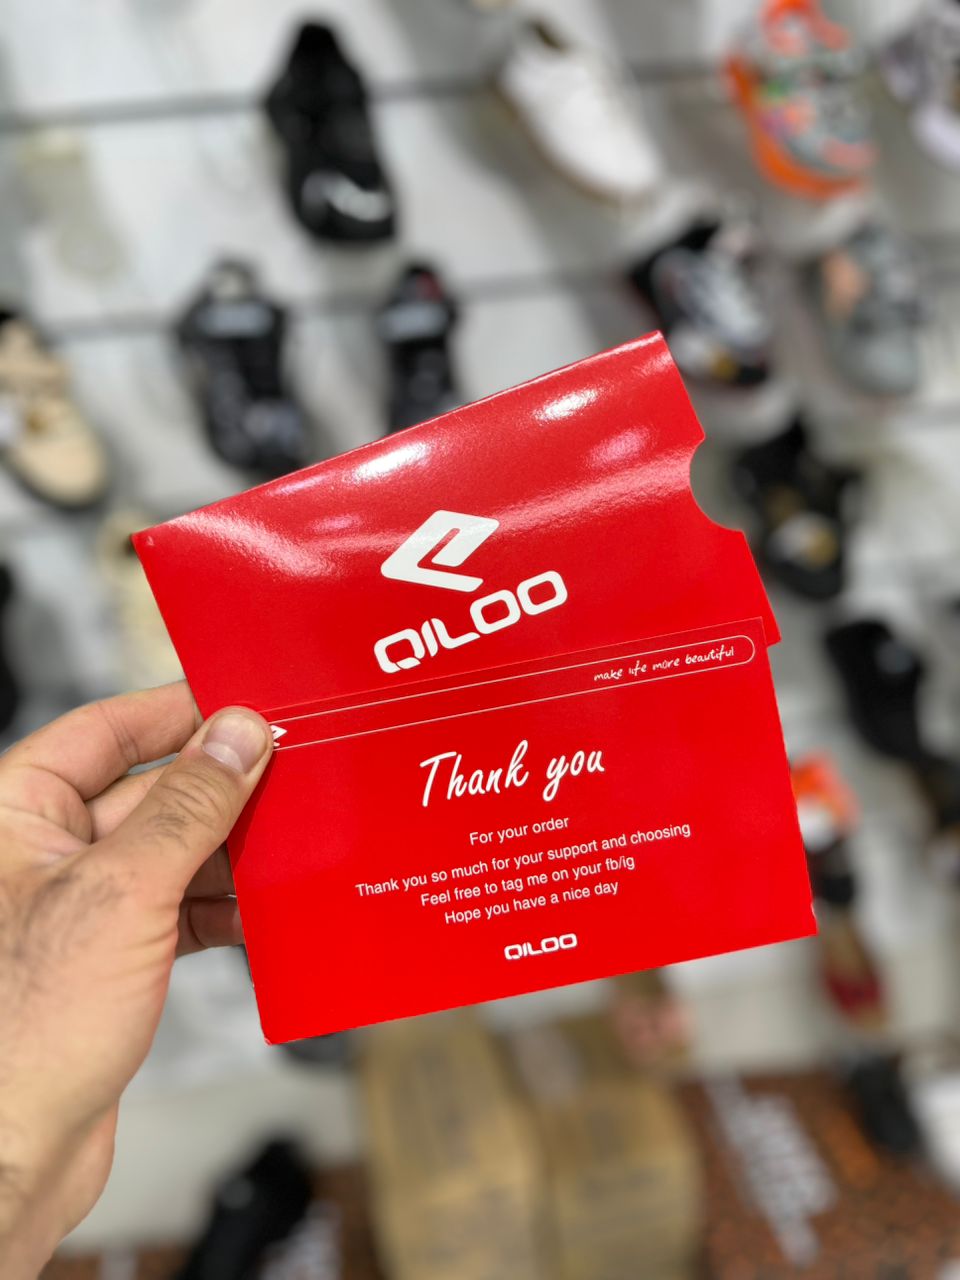 QILOO
make life more beautiful
Thank you
For your order
Thank you so much for your support and choosing
Feel free to tag me on your fb/ig
Hope you have a nice day
QILOO